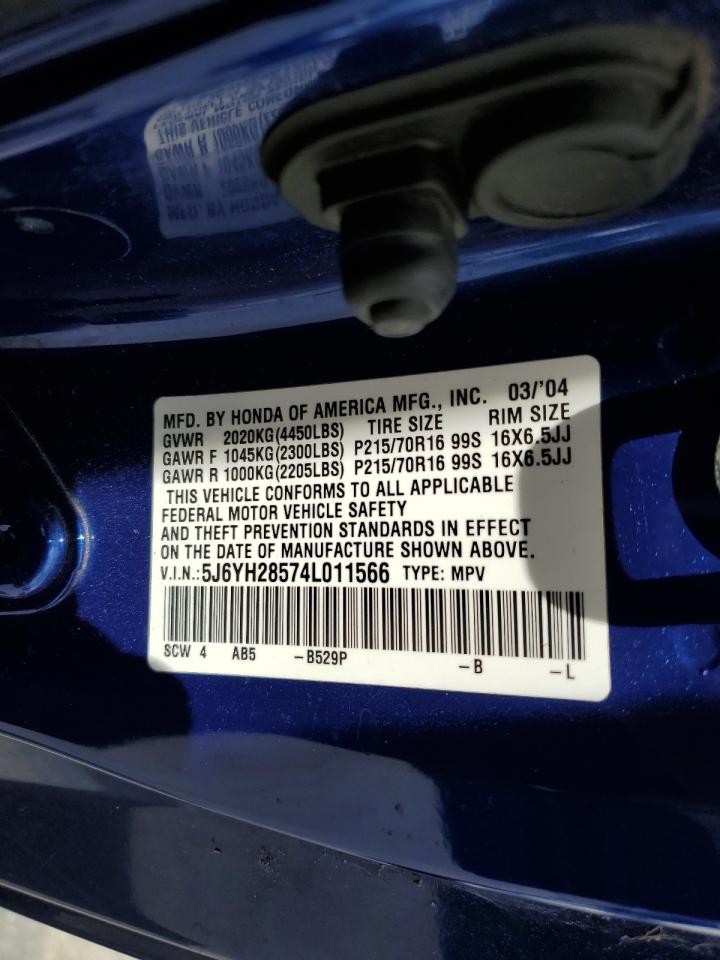 MFD. BY HONDA OF AMERICA MFG., INC. 03/'04
GVWR 2020KG(4450LBS) TIRE SIZE RIM SIZE
GAWR F 1045KG(2300LBS) P215/70R16 99S 16X6.5JJ
GAWR R 1000KG(2205LBS) P215/70R16 99S 16X6.5JJ
THIS VEHICLE CONFORMS TO ALL APPLICABLE
FEDERAL MOTOR VEHICLE SAFETY
AND THEFT PREVENTION STANDARDS IN EFFECT
ON THE DATE OF MANUFACTURE SHOWN ABOVE.
V.I.N.:5J6YH28574L011566 TYPE: MPV
SCW 4 AB5 -B529P -B -L